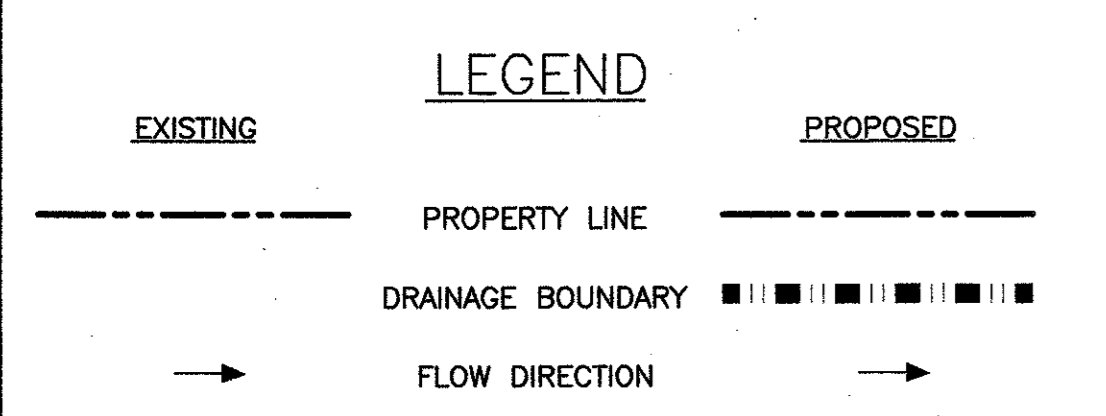 LEGEND
EXISTING PROPOSED
PROPERTY LINE
DRAINAGE BOUNDARY
FLOW DIRECTION